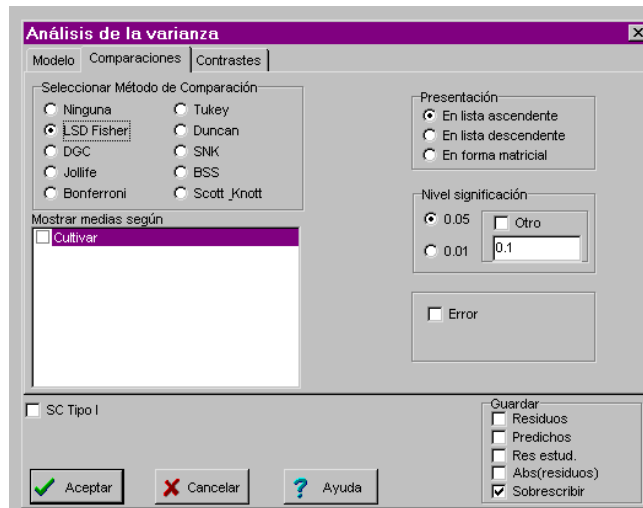 Análisis de la varianza
Modelo Comparaciones Contrastes
Seleccionar Método de Comparación
Ninguna Tukey
LSD Fisher Duncan
DGC SNK
Jollife BSS
Bonferroni Scott_Knott
Presentación
En lista ascendente
En lista descendente
En forma matricial
Mostrar medias según
Cultivar
Nivel significación
0.05 Otro
0.01 0.1
Error
SC Tipo I
Guardar
Residuos
Predichos
Res estud.
Abs(residuos)
Sobrescribir
Aceptar Cancelar ? Ayuda